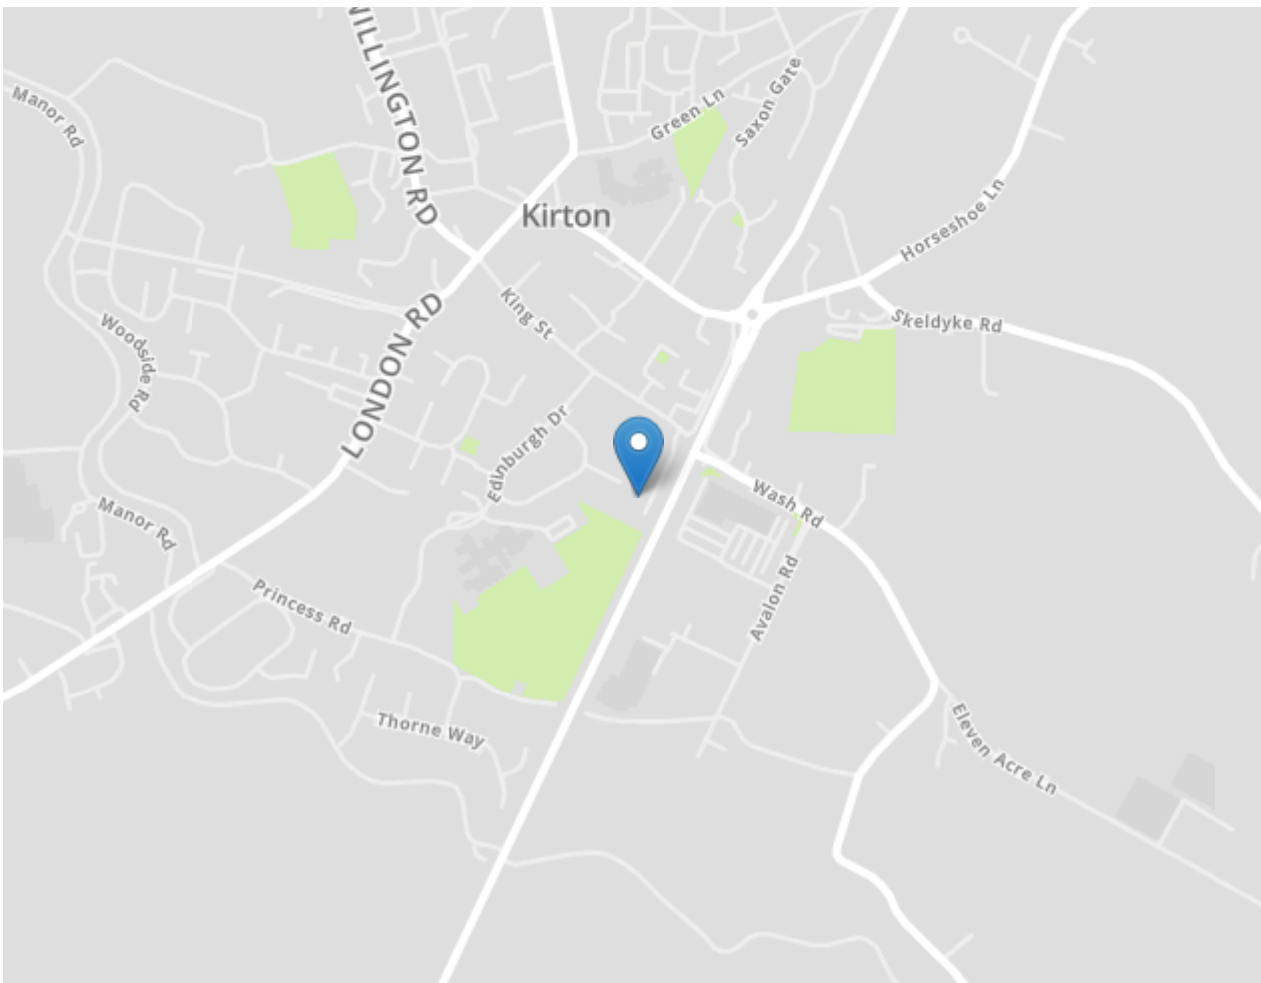 WILLINGTON RD
Manor Rd
Green Ln
Saxon Gate
Kirton
Horseshoe Ln
King St
Skeldyke Rd
Woodside Rd
LONDON RD
Edinburgh Dr
Wash Rd
Manor Rd
Princess Rd
Avalon Rd
Thorne Way
Eleven Acre Ln